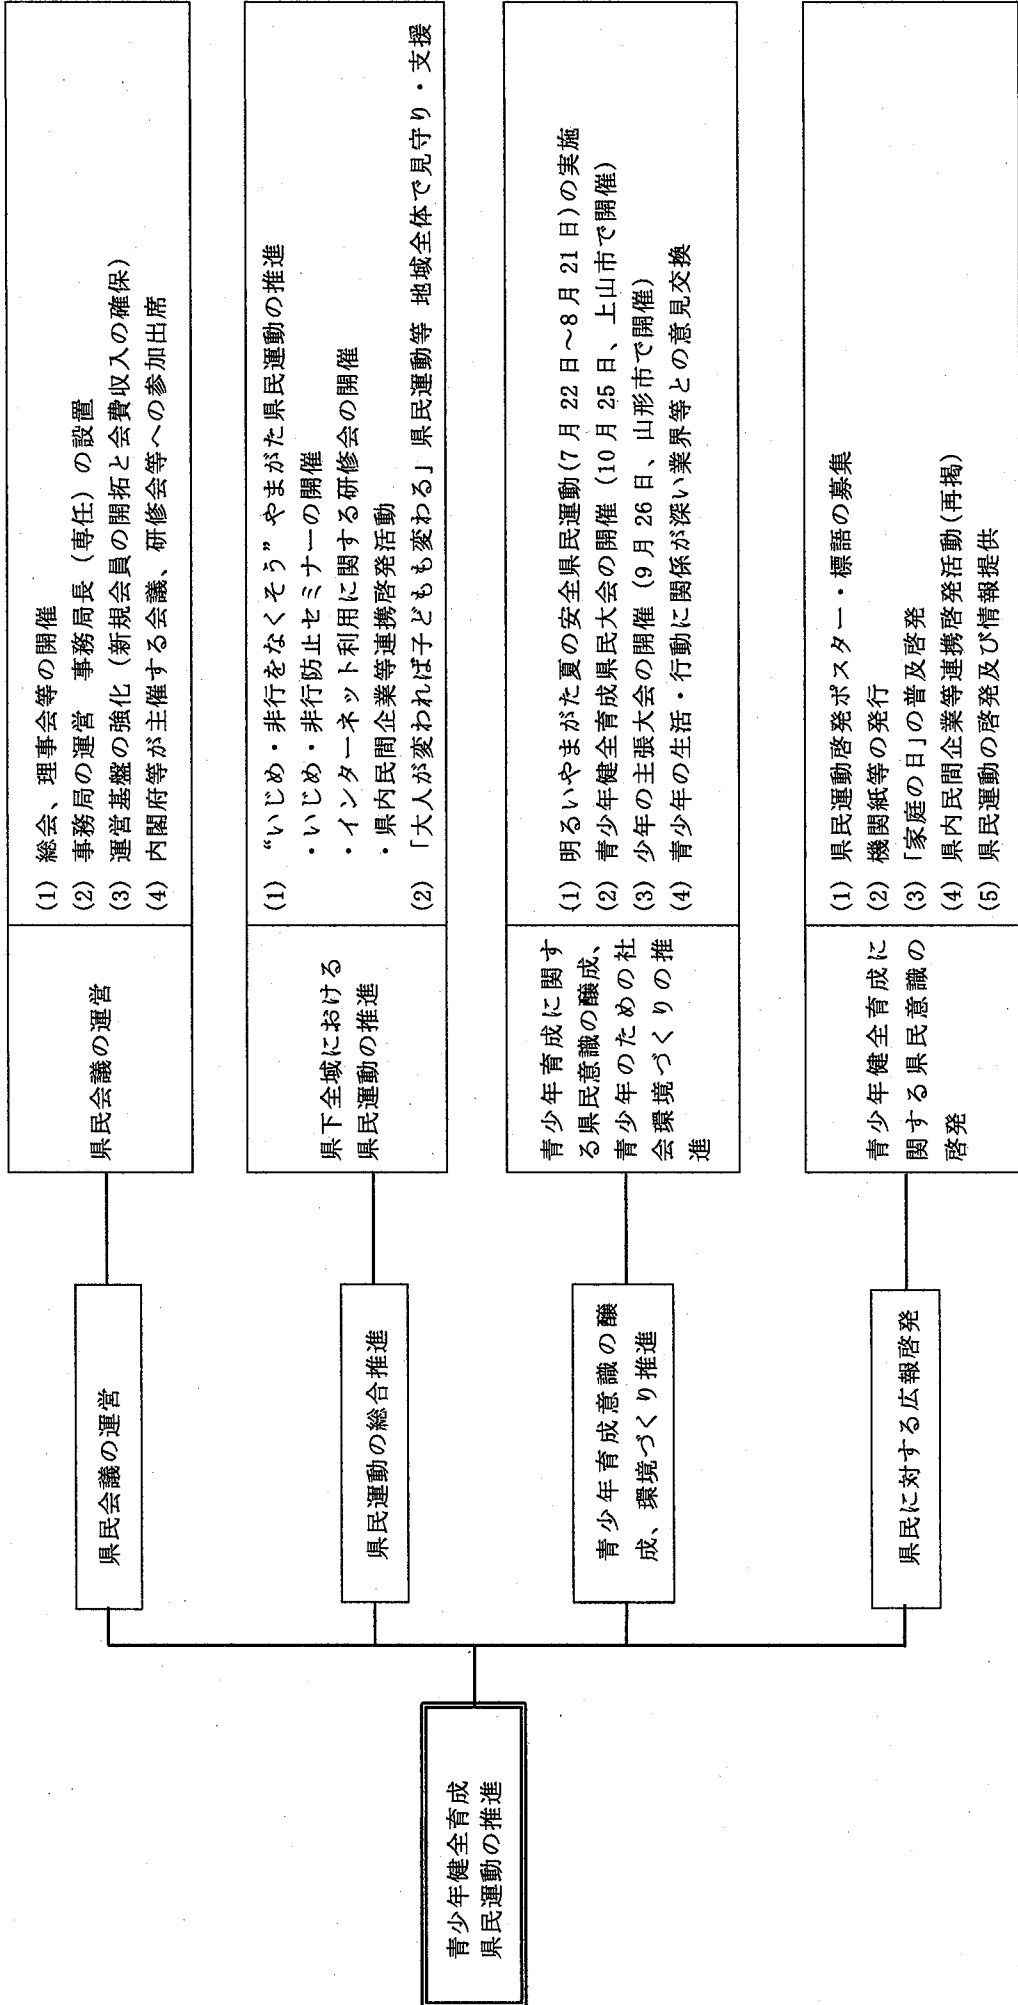 青少年健全育成
県民運動の推進
県民会議の運営
県民会議の運営
(1) 総会、理事会等の開催
(2) 事務局の運営　事務局長（専任）の設置
(3) 運営基盤の強化（新規会員の開拓と会費収入の確保）
(4) 内閣府等が主催する会議、研修会等への参加出席
県民運動の総合推進
県下全域における
県民運動の推進
(1) “いじめ・非行をなくそう”やまがた県民運動の推進
・いじめ・非行防止セミナーの開催
・インターネット利用に関する研修会の開催
・県内民間企業等連携啓発活動
(2) 「大人が変われば子どもも変わる」県民運動等 地域全体で見守り・支援
青少年育成意識の醸
成、環境づくり推進
青少年育成に関す
る県民意識の醸成、
青少年のための社
会環境づくりの推
進
(1) 明るいやまがた夏の安全県民運動(7月22日～8月21日)の実施
(2) 青少年健全育成県民大会の開催（10月25日、上山市で開催）
(3) 少年の主張大会の開催（9月26日、山形市で開催）
(4) 青少年の生活・行動に関係が深い業界等との意見交換
県民に対する広報啓発
青少年健全育成に
関する県民意識の
啓発
(1) 県民運動啓発ポスター・標語の募集
(2) 機関紙等の発行
(3) 「家庭の日」の普及啓発
(4) 県内民間企業等連携啓発活動(再掲)
(5) 県民運動の啓発及び情報提供